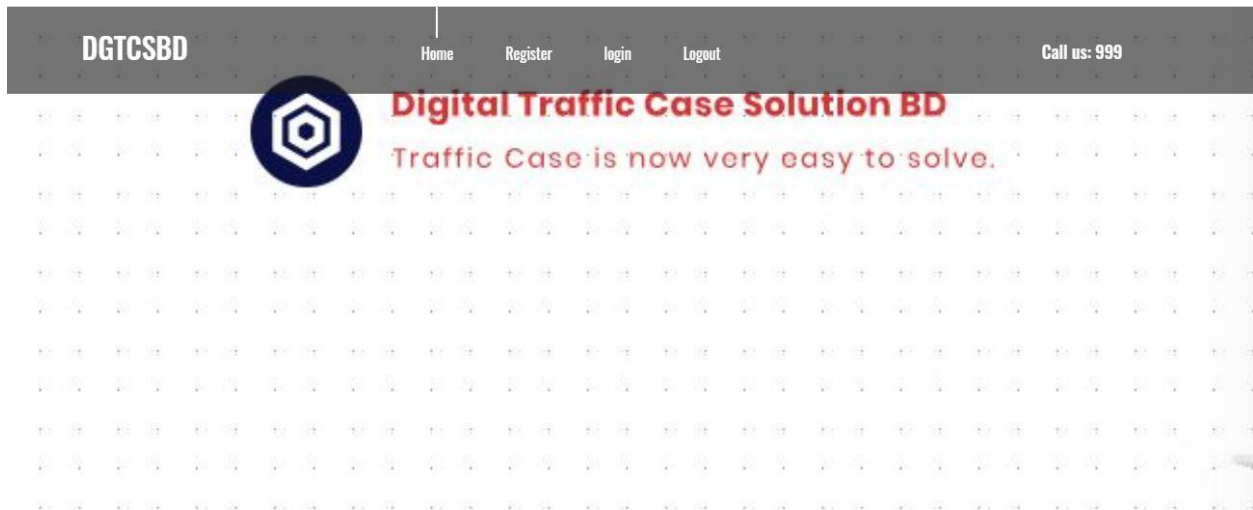 DGTCSBD Home Register login Logout Call us: 999
Digital Traffic Case Solution BD
Traffic Case is now very easy to solve.